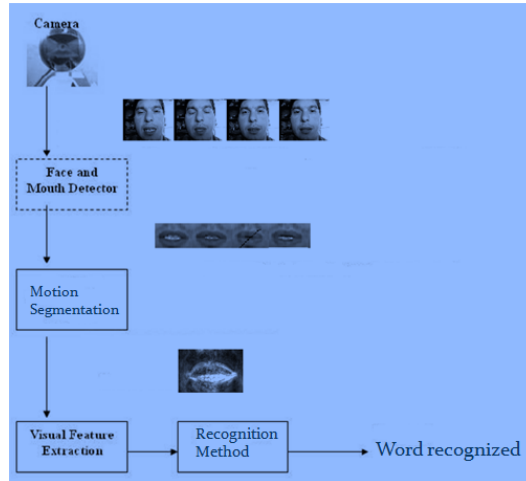 Camera
Face and
Mouth Detector
Motion
Segmentation
Visual Feature
Extraction
Recognition
Method
Word recognized